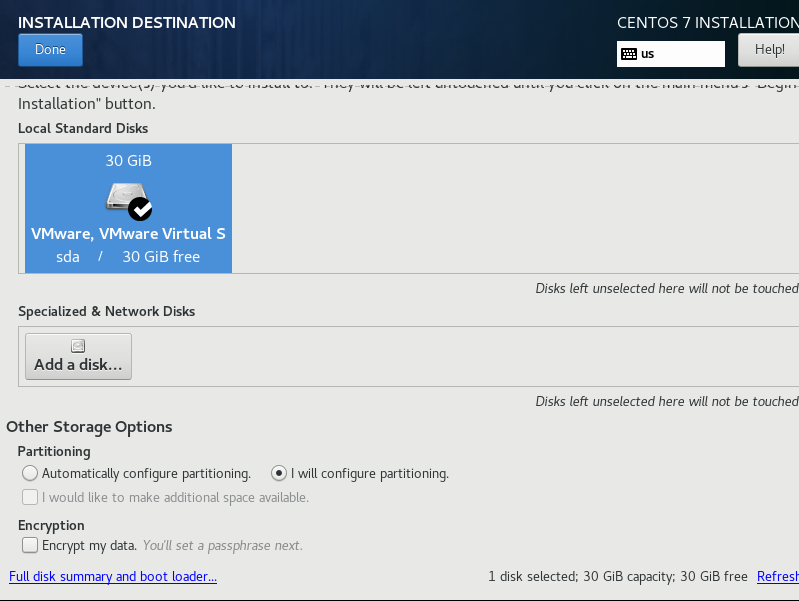 INSTALLATION DESTINATION
CENTOS 7 INSTALLATION
Done
us
Help!
Select the device(s) you'd like to install to. They will be left untouched until you click on the main menu's "Begin
Installation" button.
Local Standard Disks
30 GiB
VMware, VMware Virtual S
sda / 30 GiB free
Disks left unselected here will not be touched
Specialized & Network Disks
Add a disk...
Disks left unselected here will not be touched
Other Storage Options
Partitioning
Automatically configure partitioning. I will configure partitioning.
I would like to make additional space available.
Encryption
Encrypt my data. You'll set a passphrase next.
Full disk summary and boot loader... 1 disk selected; 30 GiB capacity; 30 GiB free Refresh